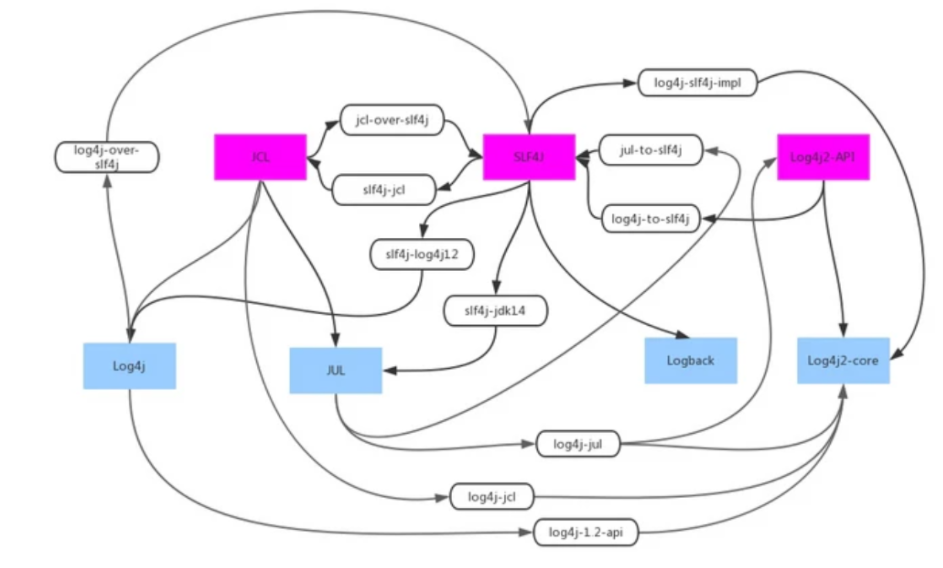 log4j-slf4j-impl
jcl-over-slf4j
log4j-over-
slf4j
JCL
SLF4J
jul-to-slf4j
Log4j2-API
slf4j-jcl
log4j-to-slf4j
slf4j-log4j12
slf4j-jdk14
Log4j
JUL
Logback
Log4j2-core
log4j-jul
log4j-jcl
log4j-1.2-api